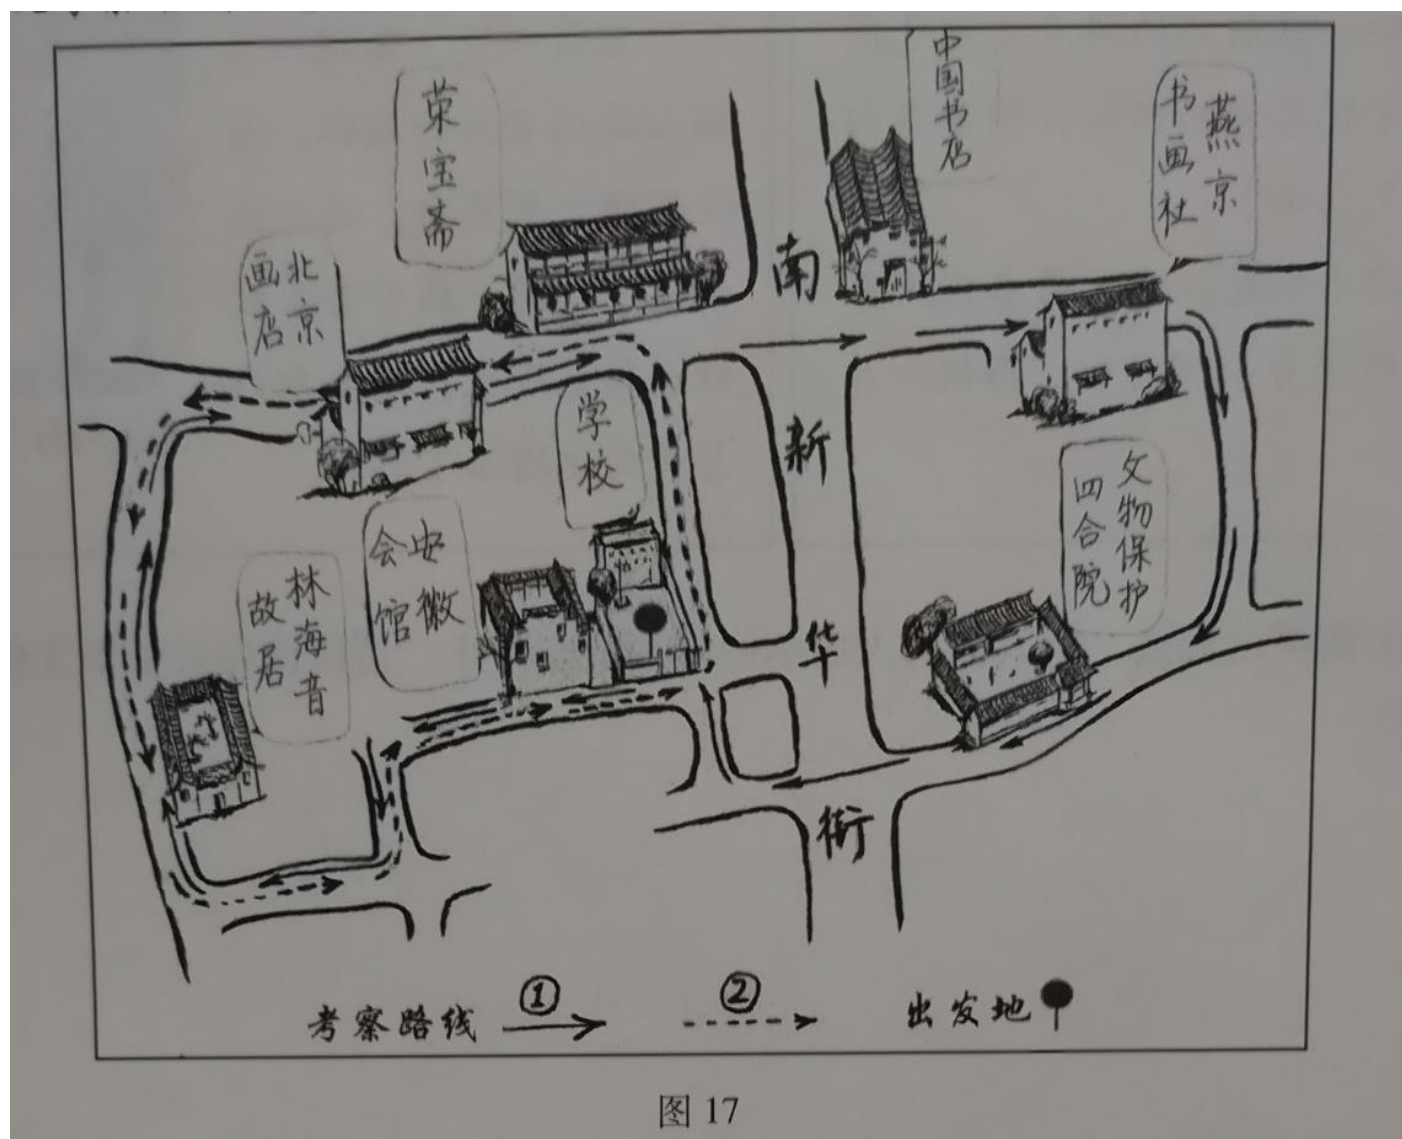 荣宝斋
中国书店
燕京
书画社
北京
画店
南
新
华
街
学校
文物保护
四合院
安徽
会馆
林海音
故居
考察路线 ① ② 出发地
图 17